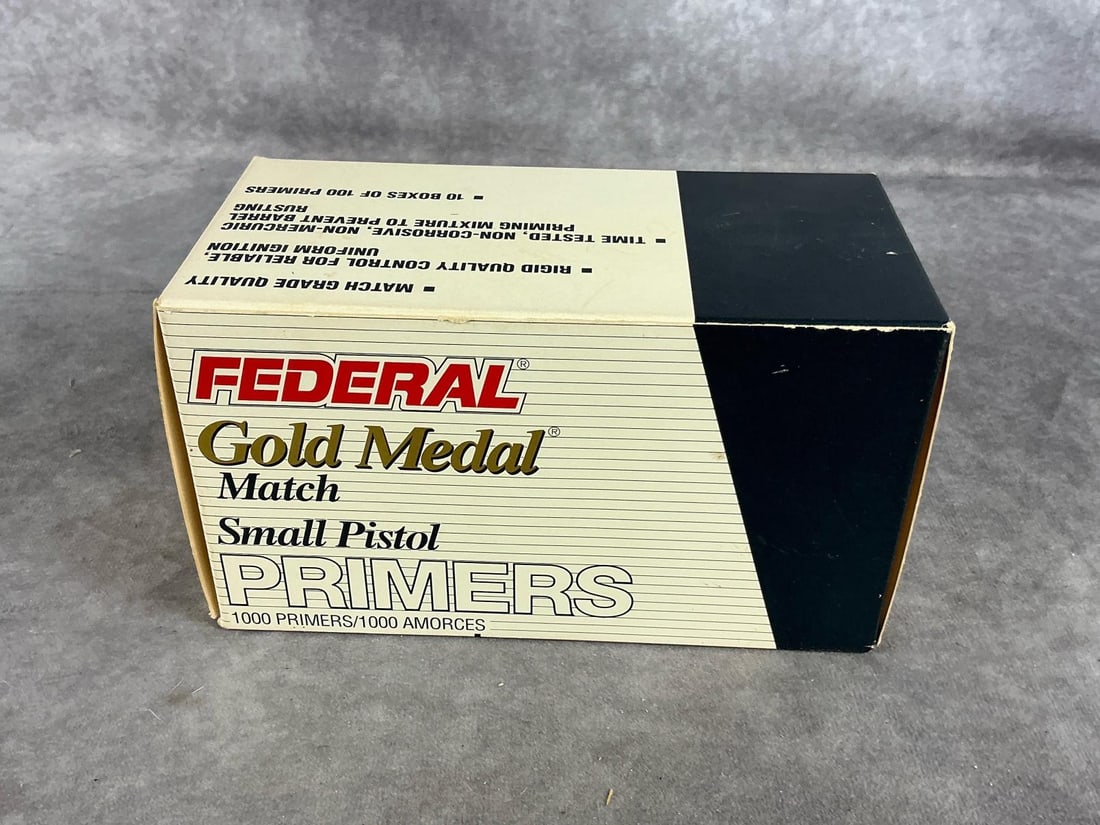 ▪ MATCH GRADE QUALITY
▪ RIGID QUALITY CONTROL FOR RELIABLE,
UNIFORM IGNITION
▪ TIME TESTED, NON-CORROSIVE, NON-MERCURIC
PRIMING MIXTURE TO PREVENT BARREL
RUSTING
▪ 10 BOXES OF 100 PRIMERS
FEDERAL®
Gold Medal®
Match
Small Pistol
PRIMERS
1000 PRIMERS/1000 AMORCES